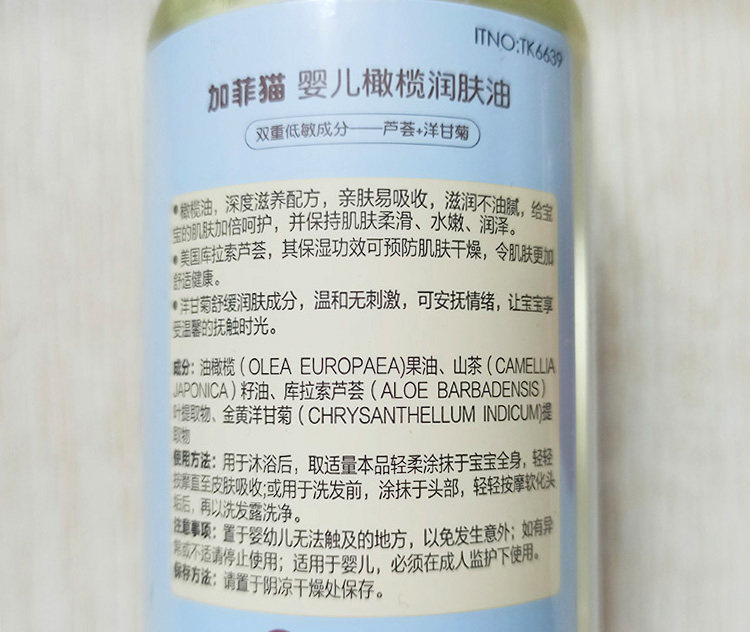 ITNO:TK6639
加菲猫 婴儿橄榄润肤油
双重低敏成分——芦荟+洋甘菊
• 橄榄油，深度滋养配方，亲肤易吸收，滋润不油腻，给宝
宝的肌肤加倍呵护，并保持肌肤柔滑、水嫩、润泽。
• 美国库拉索芦荟，其保湿功效可预防肌肤干燥，令肌肤更加
舒适健康。
• 洋甘菊舒缓润肤成分，温和无刺激，可安抚情绪，让宝宝享
受温馨的抚触时光。
成分：油橄榄（OLEA EUROPAEA)果油、山茶（CAMELLIA
JAPONICA）籽油、库拉索芦荟（ALOE BARBADENSIS）
叶提取物、金黄洋甘菊（CHRYSANTHELLUM INDICUM)提
取物
使用方法：用于沐浴后，取适量本品轻柔涂抹于宝宝全身，轻轻
按摩直至皮肤吸收;或用于洗发前，涂抹于头部，轻轻按摩软化头
垢后，再以洗发露洗净。
注意事项：置于婴幼儿无法触及的地方，以免发生意外；如有异
常或不适请停止使用；适用于婴儿，必须在成人监护下使用。
保存方法：请置于阴凉干燥处保存。